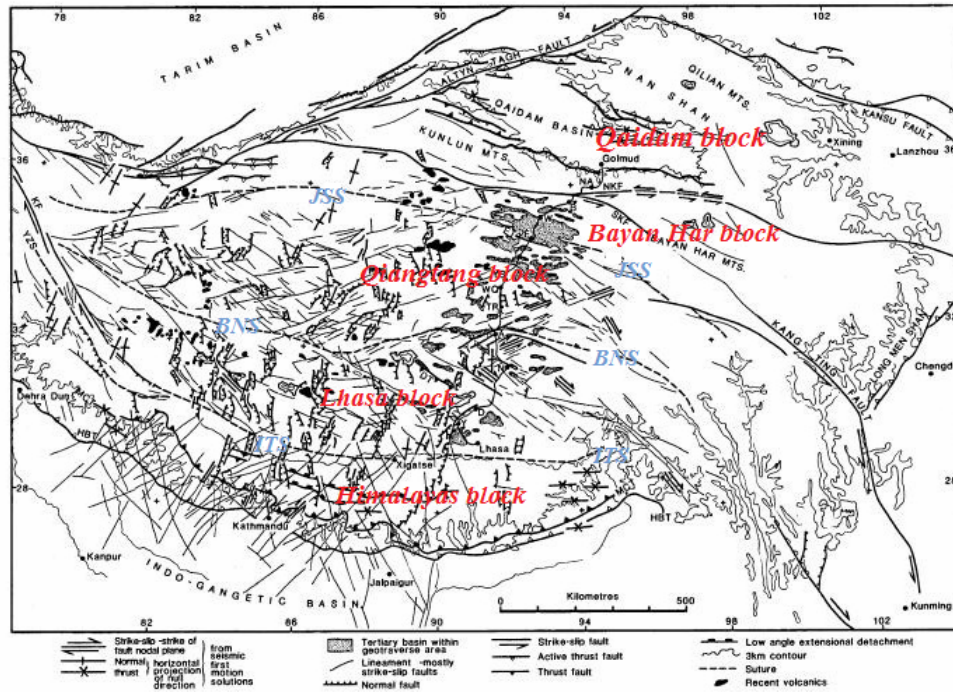 78 82 86 90 94 98 102
TARIM BASIN
ALTYN TAGH FAULT
QILIAN MTS.
NAN SHAN
KANSU FAULT
QAIDAM BASIN
Qaidam block
KUNLUN MTS.
36
Xining
36
Lanzhou
Golmud
NKF
JSS
KF
YZS
SKF
Bayan Har block
BAYAN HAR MTS.
Qiangtang block
JSS
WQ
TR
32
BNS
BNS
KANG TING FAULT
Dehra Dun
HBT
Lhasa block
Lhasa
ITS
ITS
Xigatse
28
28
Himalayas block
HBT
Kathmandu
Kanpur
INDO-GANGETIC BASIN
Jalpaigur
Kilometres
0 500
Kunming
82 86 90 94 98 102
Strike-slip -strike of
fault nodal plane
Normal
thrust
horizontal
projection
of null
direction
from
seismic
first
motion
solutions
Tertiary basin within
geotraverse area
Lineament -mostly
strike-slip faults
Normal fault
Strike-slip fault
Active thrust fault
Thrust fault
Low angle extensional detachment
3km contour
Suture
Recent volcanics